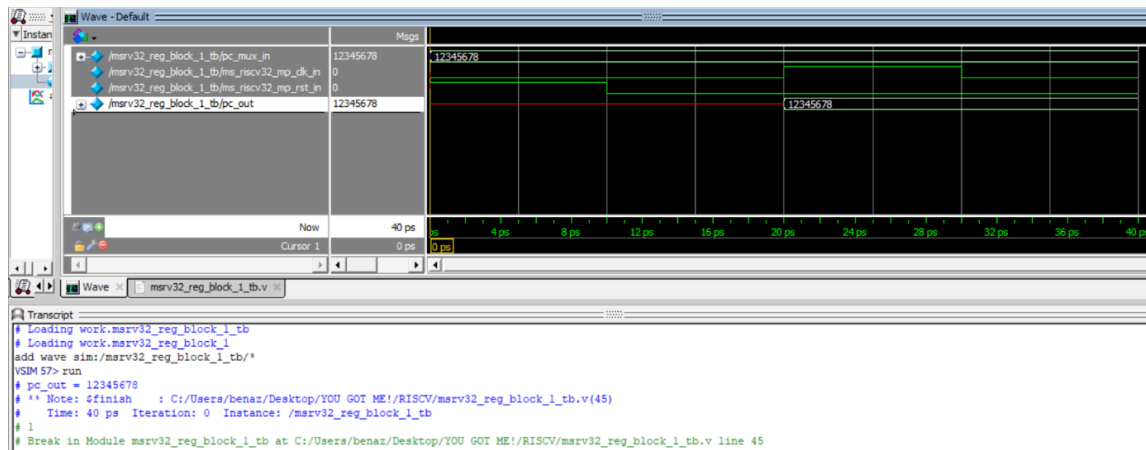 Wave - Default
Instan
Msgs
/msrv32_reg_block_1_tb/pc_mux_in 12345678 12345678
/msrv32_reg_block_1_tb/ms_riscv32_mp_clk_in 0
/msrv32_reg_block_1_tb/ms_riscv32_mp_rst_in 0
/msrv32_reg_block_1_tb/pc_out 12345678 12345678
Now 40 ps ps 4 ps 8 ps 12 ps 16 ps 20 ps 24 ps 28 ps 32 ps 36 ps 40 p
Cursor 1 0 ps 0 ps
Wave msrv32_reg_block_1_tb.v
Transcript
# Loading work.msrv32_reg_block_1_tb
# Loading work.msrv32_reg_block_1
add wave sim:/msrv32_reg_block_1_tb/*
VSIM 57> run
# pc_out = 12345678
# ** Note: $finish : C:/Users/benaz/Desktop/YOU GOT ME!/RISCV/msrv32_reg_block_1_tb.v(45)
# Time: 40 ps Iteration: 0 Instance: /msrv32_reg_block_1_tb
# 1
# Break in Module msrv32_reg_block_1_tb at C:/Users/benaz/Desktop/YOU GOT ME!/RISCV/msrv32_reg_block_1_tb.v line 45